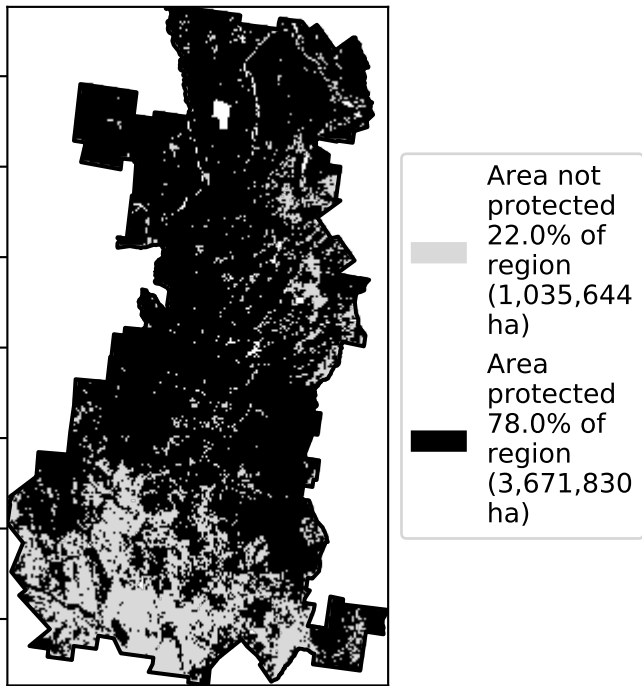 Area not
protected
22.0% of
region
(1,035,644
ha)
Area
protected
78.0% of
region
(3,671,830
ha)